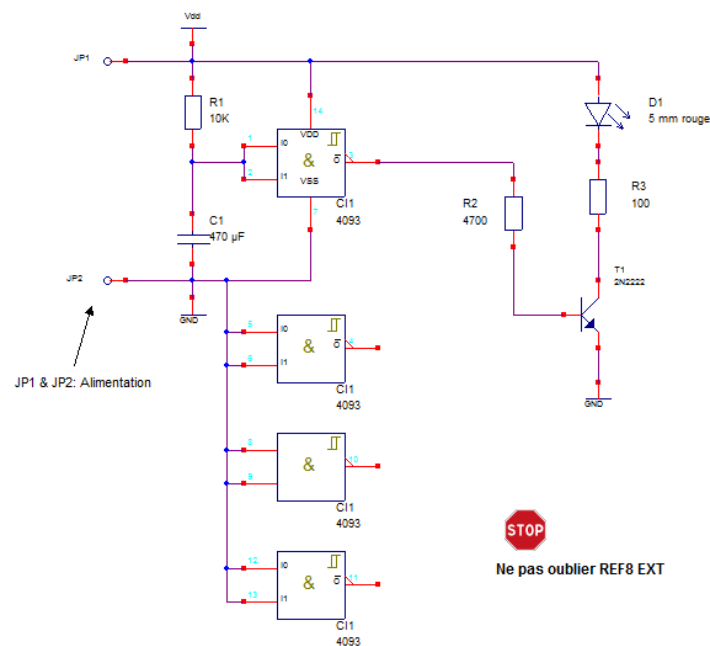 Vdd
JP1
R1
10K
14
VDD
1
I0
&
O
3
2
I1
VSS
CI1
4093
7
D1
5 mm rouge
R3
100
R2
4700
C1
470 µF
T1
2N2222
JP2
GND
JP1 & JP2: Alimentation
5
I0
&
O
4
6
I1
CI1
4093
8
&
10
9
CI1
4093
GND
STOP
Ne pas oublier REF8 EXT
12
I0
&
O
11
13
I1
CI1
4093